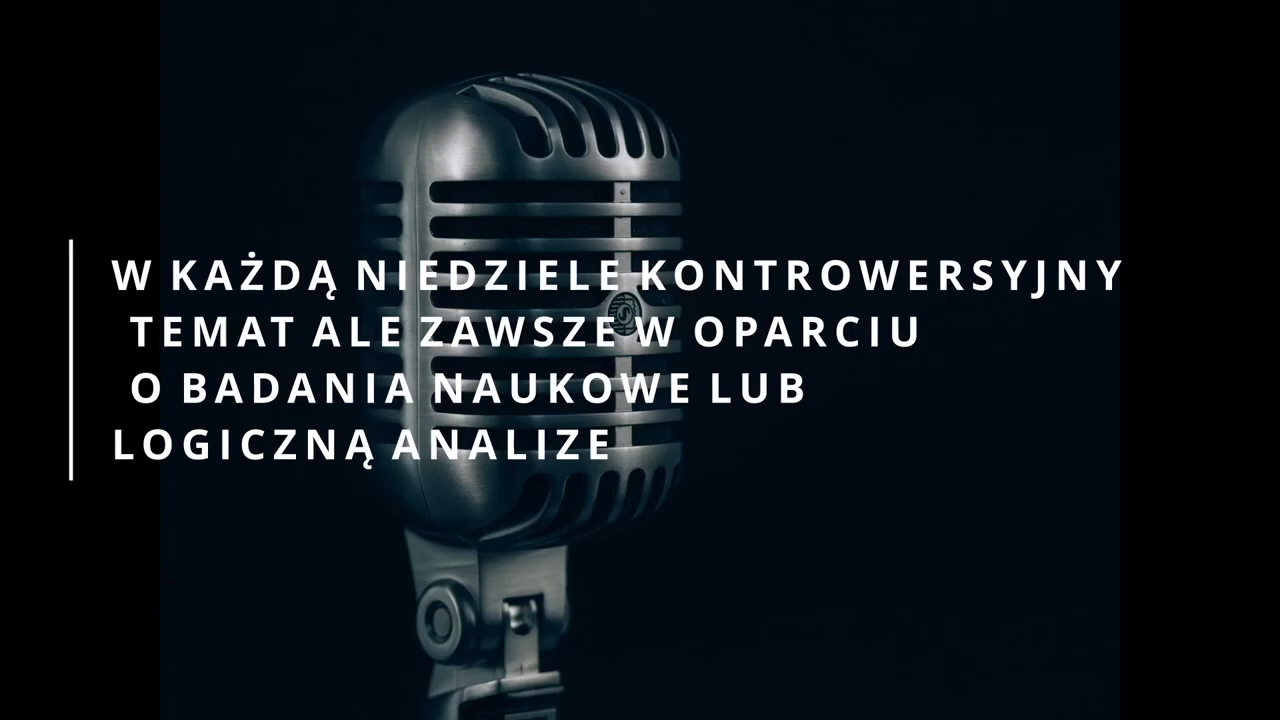 W KAŻDĄ NIEDZIELE KONTROWERSYJNY
TEMAT ALE ZAWSZE W OPARCIU
O BADANIA NAUKOWE LUB
LOGICZNĄ ANALIZE